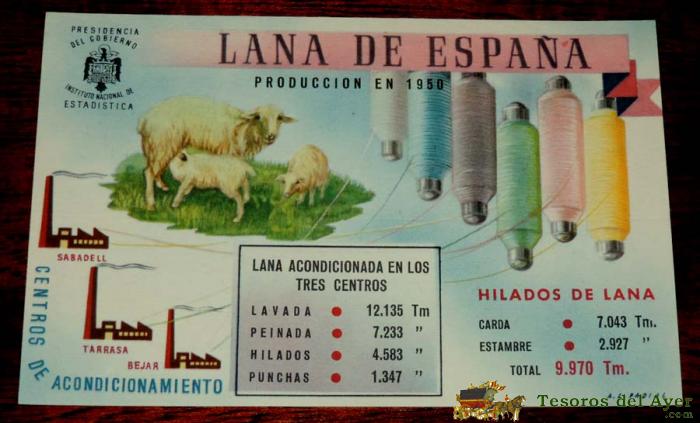 PRESIDENCIA
DEL GOBIERNO
INSTITUTO NACIONAL DE
ESTADISTICA
LANA DE ESPAÑA
PRODUCCION EN 1950
SABADELL
TARRASA
BEJAR
CENTROS DE ACONDICIONAMIENTO
LANA ACONDICIONADA EN LOS
TRES CENTROS
LAVADA ● 12.135 Tm
PEINADA ● 7.233 ”
HILADOS ● 4.583 ”
PUNCHAS ● 1.347 ”
HILADOS DE LANA
CARDA ● 7.043 Tm.
ESTAMBRE ● 2.927 ”
TOTAL 9.970 Tm.
Tesoros del Ayer
.com